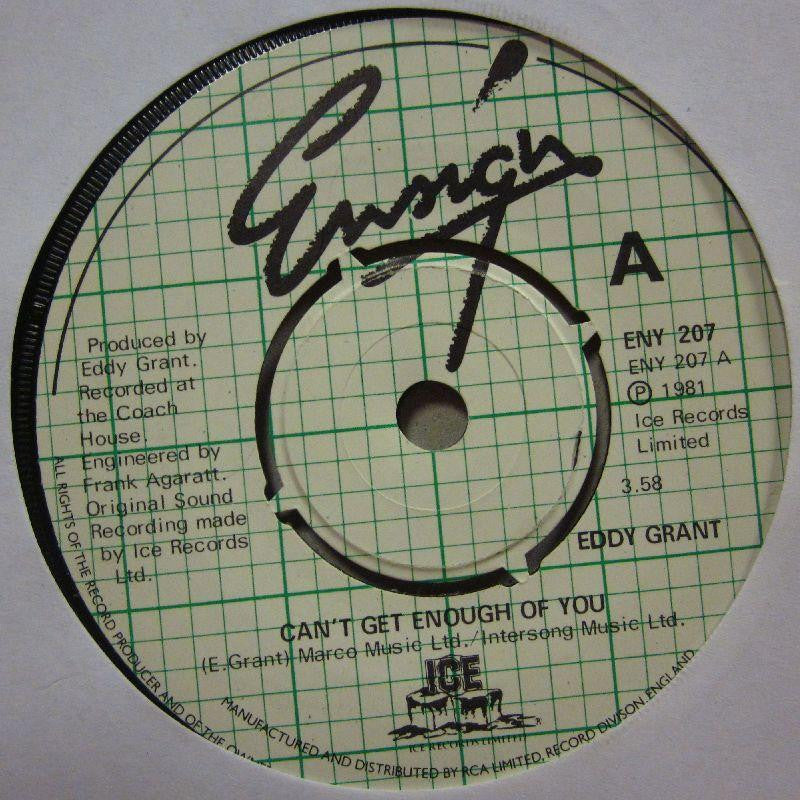 Ensign
A
Produced by
Eddy Grant.
Recorded at
the Coach
House.
Engineered by
Frank Agaratt.
Original Sound
Recording made
by Ice Records
Ltd.
ENY 207
ENY 207 A
Ⓟ 1981
Ice Records
Limited
3.58
EDDY GRANT
CAN'T GET ENOUGH OF YOU
(E.Grant) Marco Music Ltd./Intersong Music Ltd.
ICE
ICE RECORDS LIMITED
ALL RIGHTS OF THE RECORD PRODUCER AND OF THE
MANUFACTURED AND DISTRIBUTED BY RCA LIMITED, RECORD DIVISON, ENGLAND